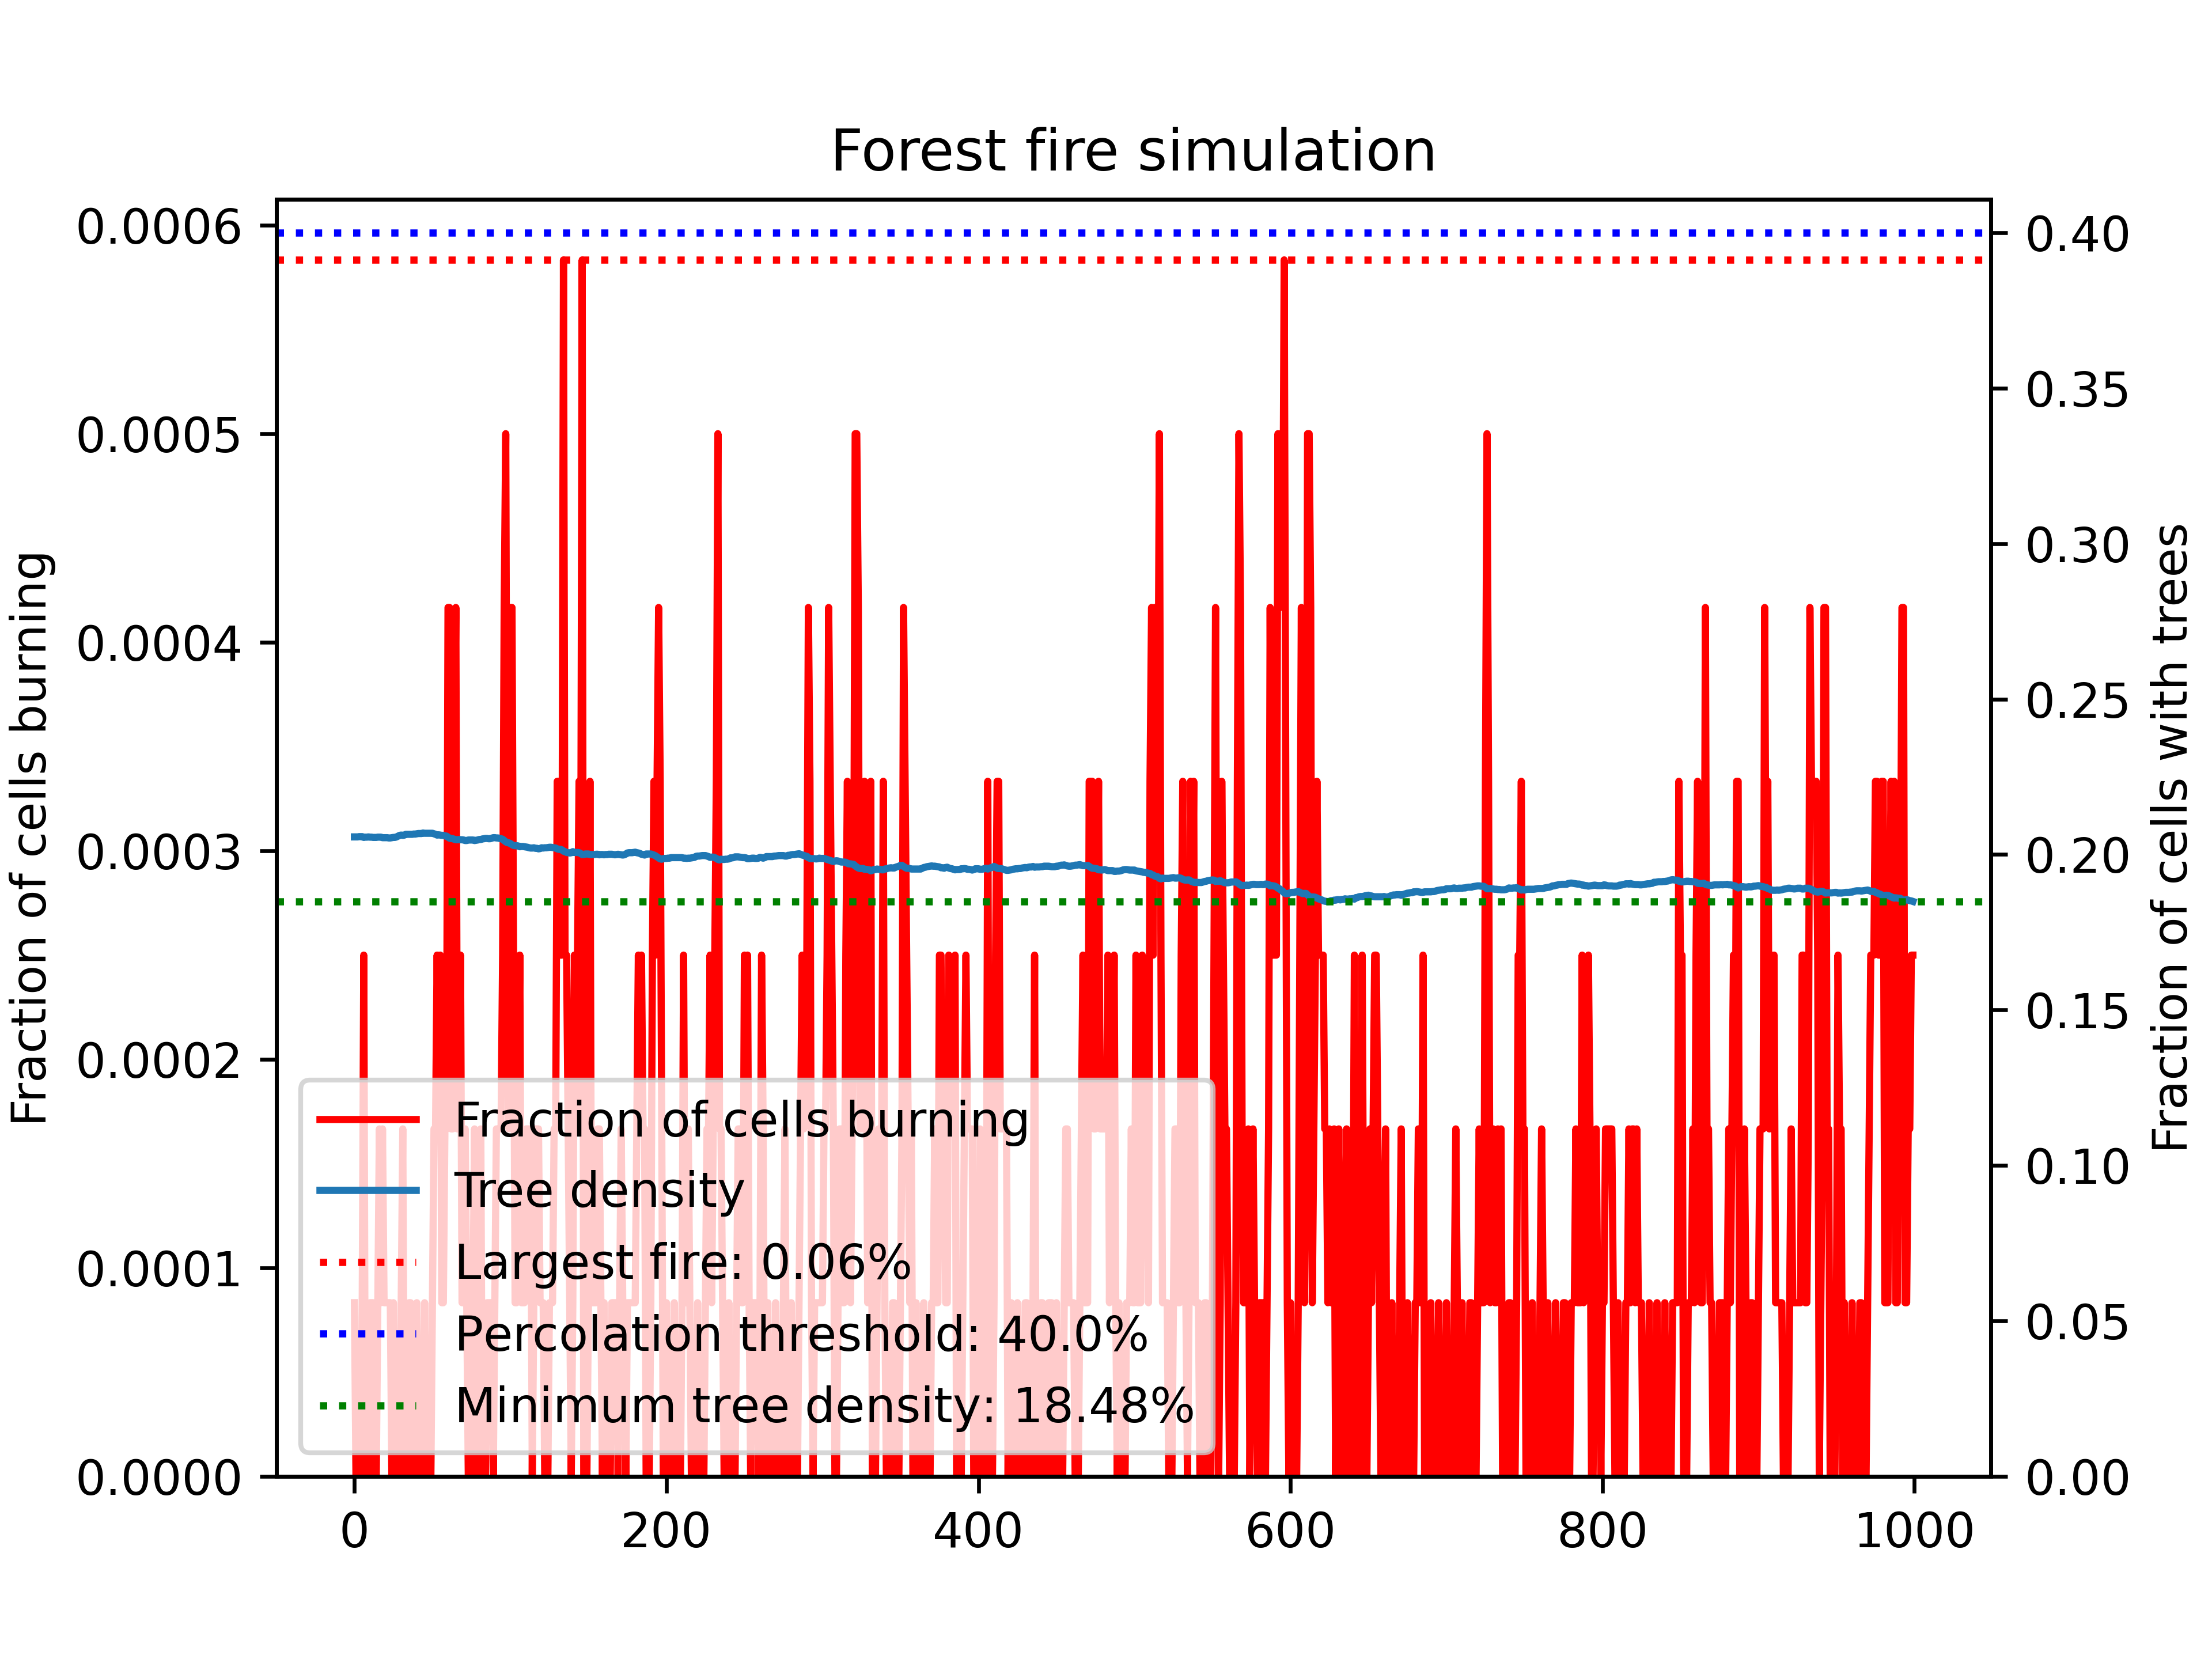 Forest fire simulation
0.0006
0.0005
0.0004
0.0003
0.0002
0.0001
0.0000
Fraction of cells burning
0.40
0.35
0.30
0.25
0.20
0.15
0.10
0.05
0.00
Fraction of cells with trees
Fraction of cells burning
Tree density
Largest fire: 0.06%
Percolation threshold: 40.0%
Minimum tree density: 18.48%
0 200 400 600 800 1000